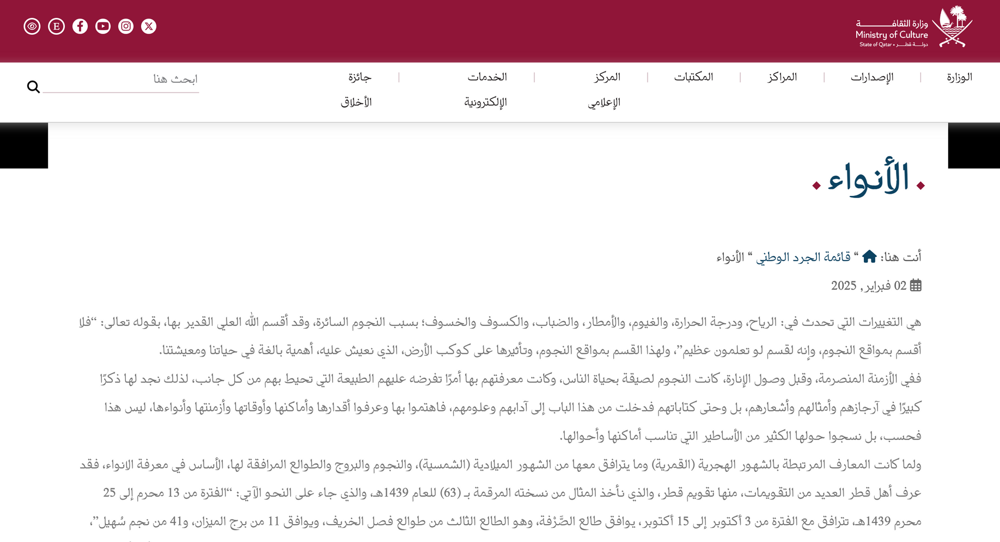 وزارة الثقافـــة
Ministry of Culture
State of Qatar • دولـــة قطـــر
E
الوزارة
الإصدارات
المراكز
المكتبات
المركز
الإعلامي
الخدمات
الإلكترونية
جائزة
الأخلاق
ابحث هنا
الأنواء
أنت هنا: “ قائمة الجرد الوطني “ الأنواء
02 فبراير, 2025
هي التغييرات التي تحدث في: الرياح، ودرجة الحرارة، والغيوم، والأمطار، والضباب، والكسوف والخسوف؛ بسبب النجوم السائرة، وقد أقسم الله العلي القدير بها، بقوله تعالى: “فلا
أقسم بمواقع النجوم، وإنه لقسم لو تعلمون عظيم”، ولهذا القسم بمواقع النجوم، وتأثيرها على كوكب الأرض، الذي نعيش عليه، أهمية بالغة في حياتنا ومعيشتنا.
ففي الأزمنة المنصرمة، وقبل وصول الإنارة، كانت النجوم لصيقة بحياة الناس، وكانت معرفتهم بها أمرًا تفرضه عليهم الطبيعة التي تحيط بهم من كل جانب، لذلك نجد لها ذكرًا
كبيرًا في آرجازهم وأمثالهم وأشعارهم، بل وحتى كتاباتهم فدخلت من هذا الباب إلى آدابهم وعلومهم، فاهتموا بها وعرفوا أقدارها وأماكنها وأوقاتها وأزمنتها وأنواءها، ليس هذا
فحسب، بل نسجوا حولها الكثير من الأساطير التي تناسب أماكنها وأحوالها.
ولما كانت المعارف المرتبطة بالشهور الهجرية (القمرية) وما يترافق معها من الشهور الميلادية (الشمسية)، والنجوم والبروج والطوالع المرافقة لها، الأساس في معرفة الانواء، فقد
عرف أهل قطر العديد من التقويمات، منها تقويم قطر، والذي نأخذ المثال من نسخته المرقمة بـ (63) للعام 1439هـ، والذي جاء على النحو الآتي: “الفترة من 13 محرم إلى 25
محرم 1439هـ، تترافق مع الفترة من 3 أكتوبر إلى 15 أكتوبر، يوافق طالع الصَّرْفة، وهو الطالع الثالث من طوالع فصل الخريف، ويوافق 11 من برج الميزان، و41 من نجم سُهيل”،